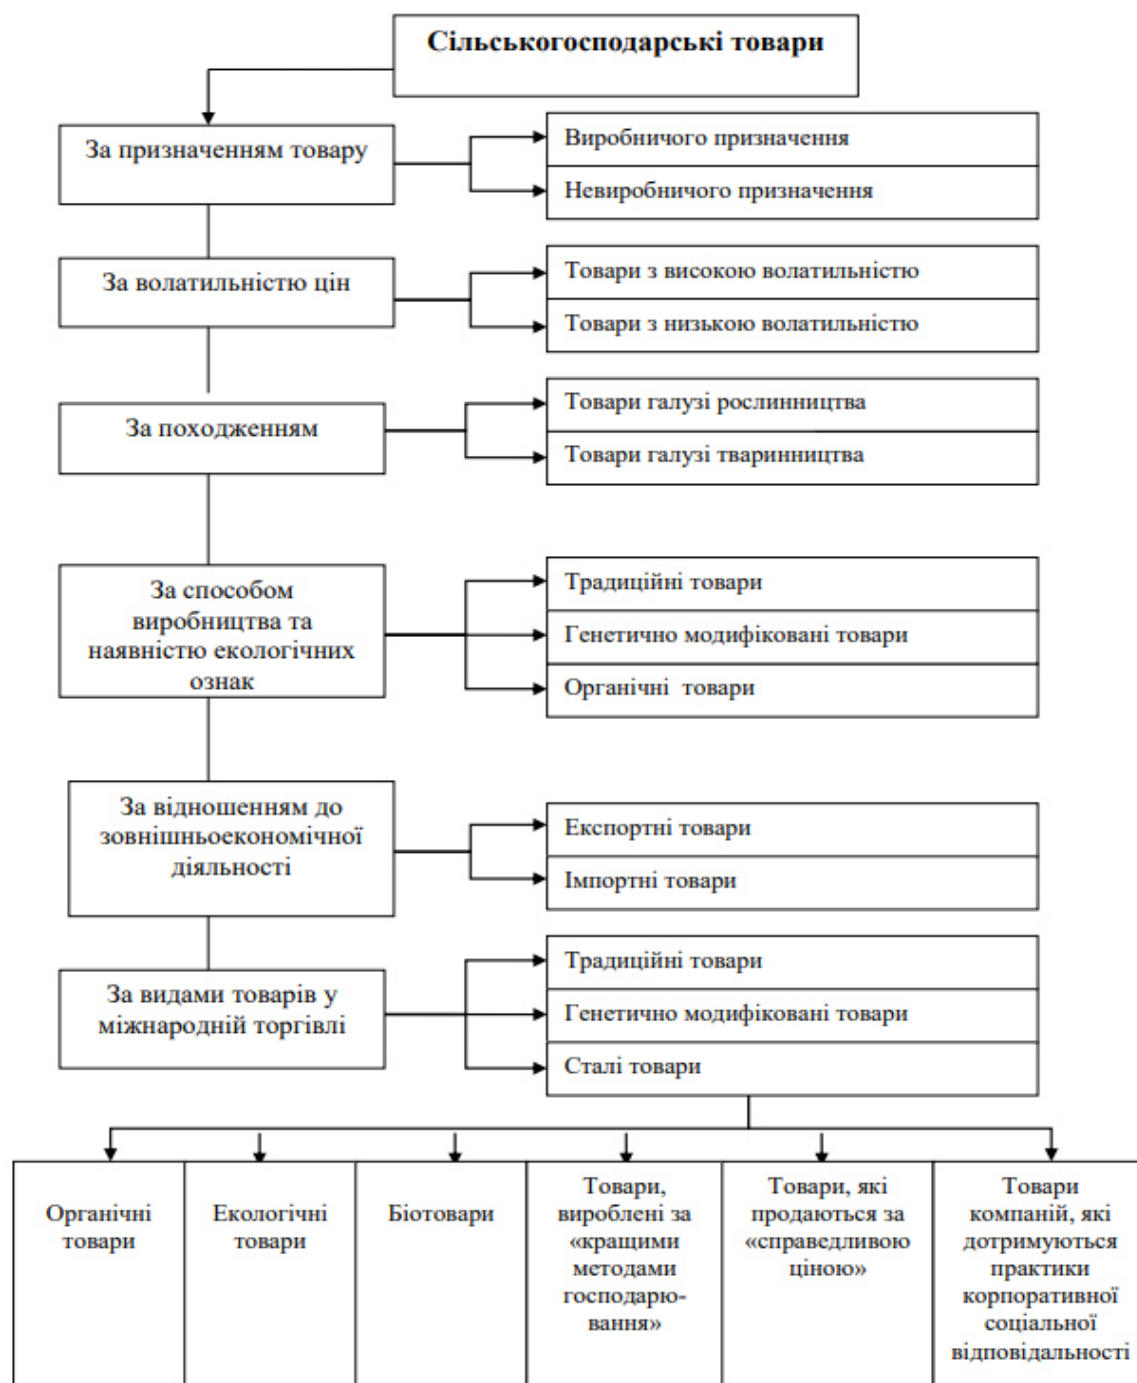 Сільськогосподарські товари
За призначенням товару
Виробничого призначення
Невиробничого призначення
За волатильністю цін
Товари з високою волатильністю
Товари з низькою волатильністю
За походженням
Товари галузі рослинництва
Товари галузі тваринництва
За способом
виробництва та
наявністю екологічних
ознак
Традиційні товари
Генетично модифіковані товари
Органічні товари
За відношенням до
зовнішньоекономічної
діяльності
Експортні товари
Імпортні товари
За видами товарів у
міжнародній торгівлі
Традиційні товари
Генетично модифіковані товари
Сталі товари
Органічні
товари
Екологічні
товари
Біотовари
Товари,
вироблені за
«кращими
методами
господарю-
вання»
Товари, які
продаються за
«справедливою
ціною»
Товари
компаній, які
дотримуються
практики
корпоративної
соціальної
відповідальності